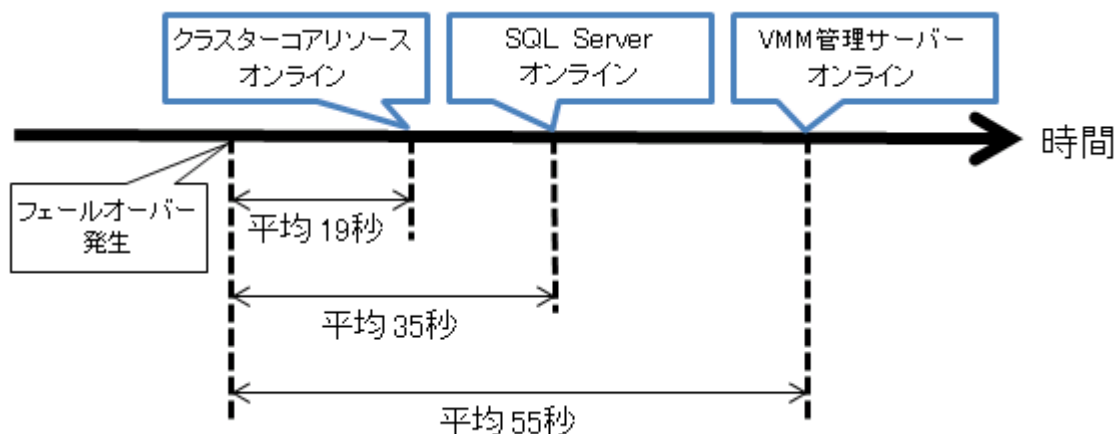 クラスターコアリソース
オンライン
SQL Server
オンライン
VMM管理サーバー
オンライン
時間
フェールオーバー
発生
平均19秒
平均35秒
平均55秒